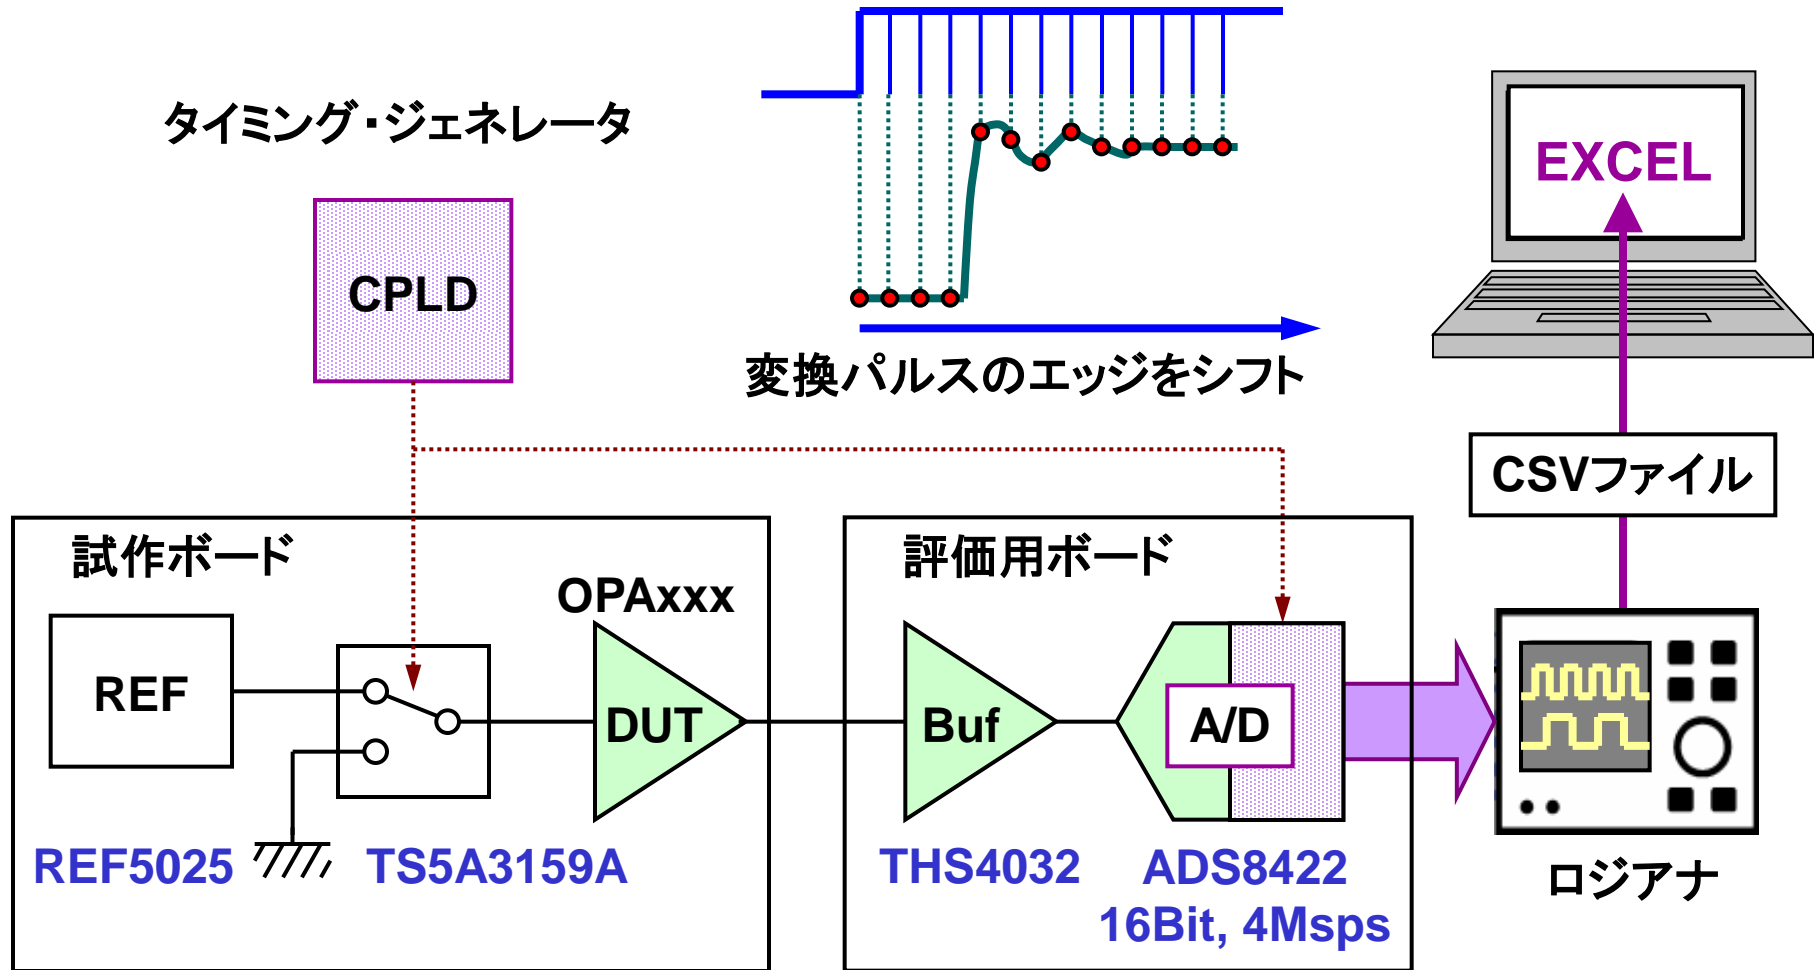 タイミング・ジェネレータ
CPLD
変換パルスのエッジをシフト
EXCEL
CSVファイル
試作ボード
OPAxxx
REF
DUT
REF5025
TS5A3159A
評価用ボード
Buf
A/D
THS4032
ADS8422
16Bit, 4Msps
ロジアナ